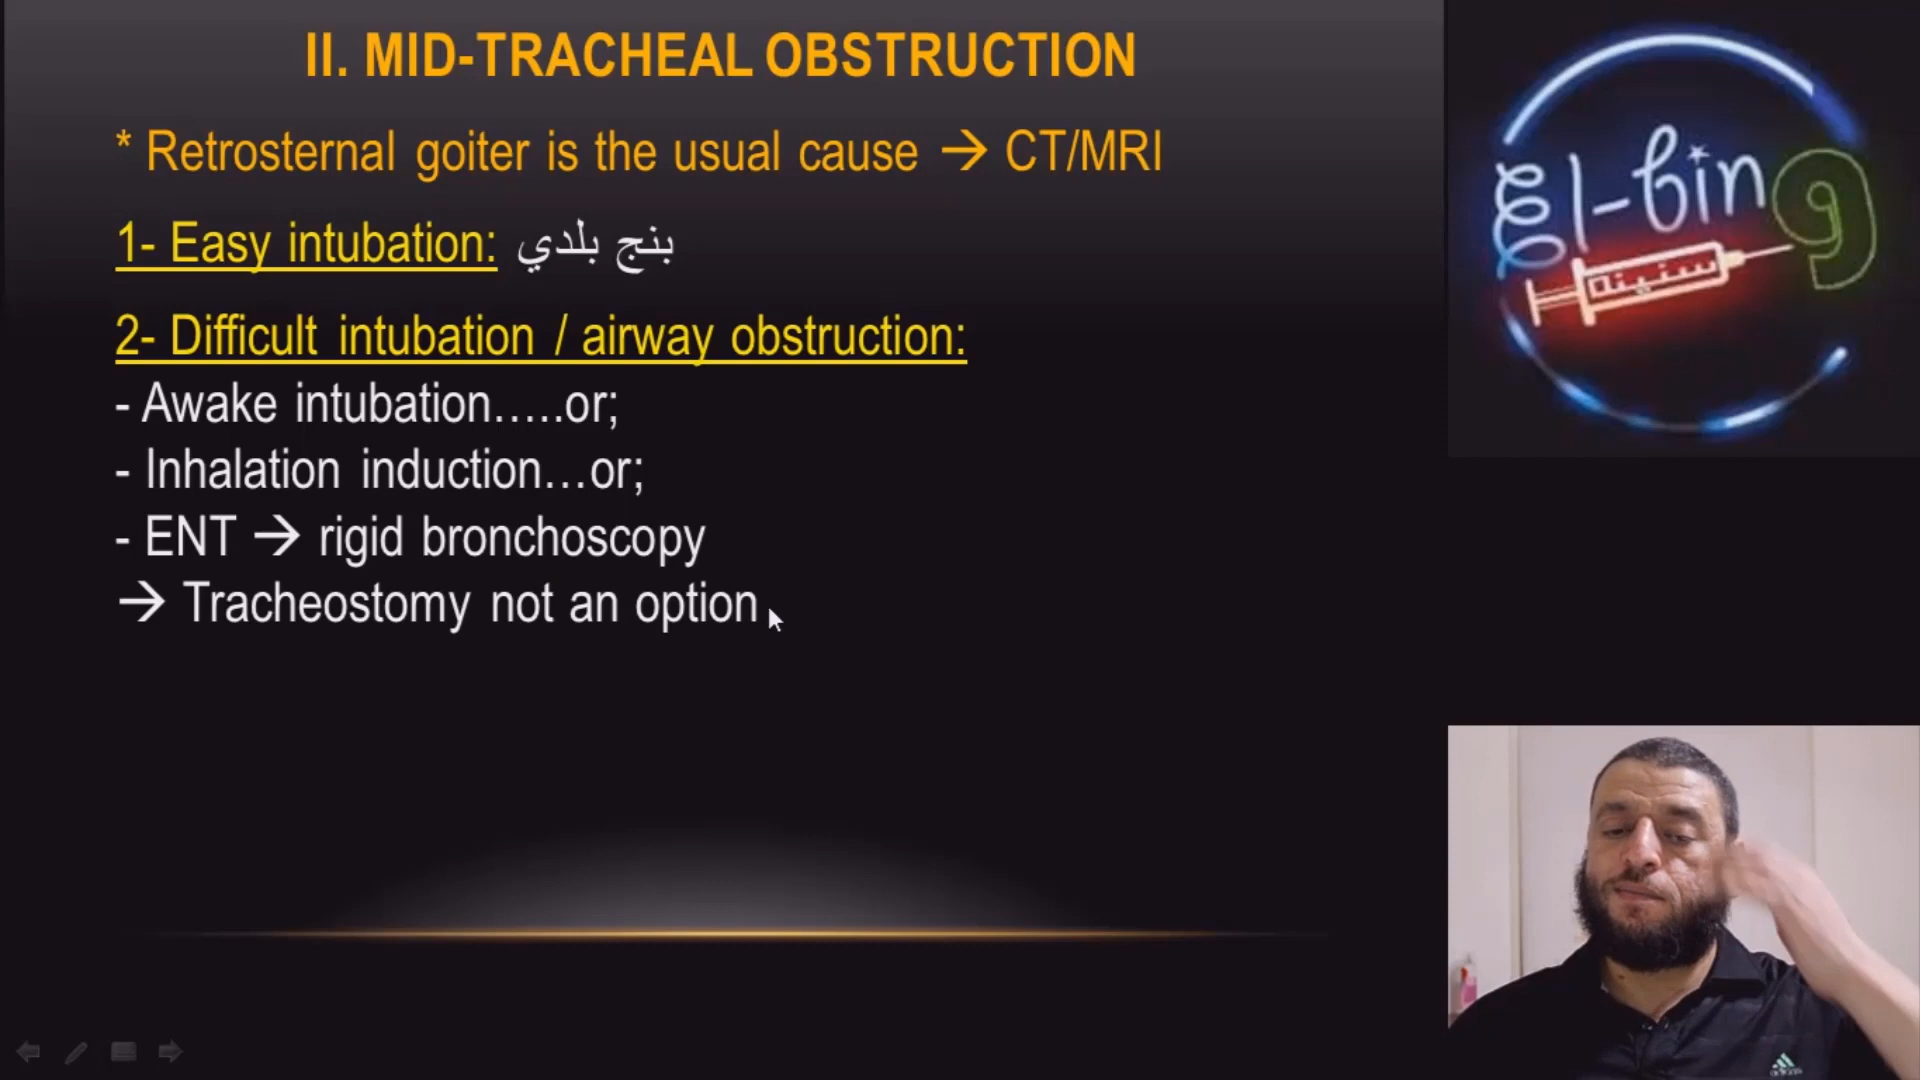 II. MID-TRACHEAL OBSTRUCTION
* Retrosternal goiter is the usual cause → CT/MRI
1- Easy intubation: بنج بلدي
2- Difficult intubation / airway obstruction:
- Awake intubation.....or;
- Inhalation induction...or;
- ENT → rigid bronchoscopy
→ Tracheostomy not an option
El-bing
adidas